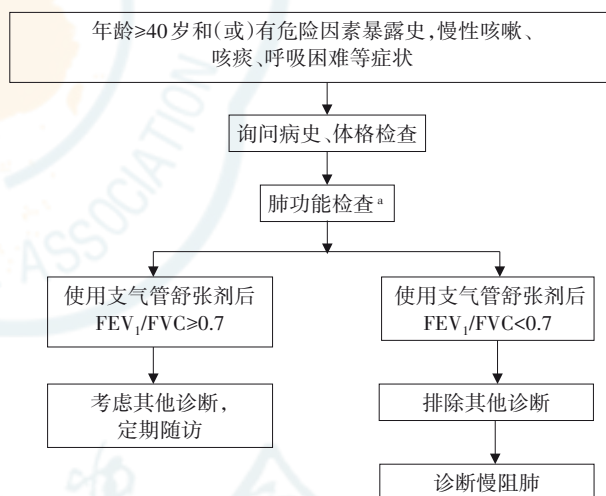 年龄≥40岁和(或)有危险因素暴露史,慢性咳嗽、
咳痰、呼吸困难等症状
询问病史、体格检查
肺功能检查ᵃ
使用支气管舒张剂后
FEV₁/FVC≥0.7
使用支气管舒张剂后
FEV₁/FVC<0.7
考虑其他诊断,
定期随访
排除其他诊断
诊断慢阻肺
ASSOCIATION